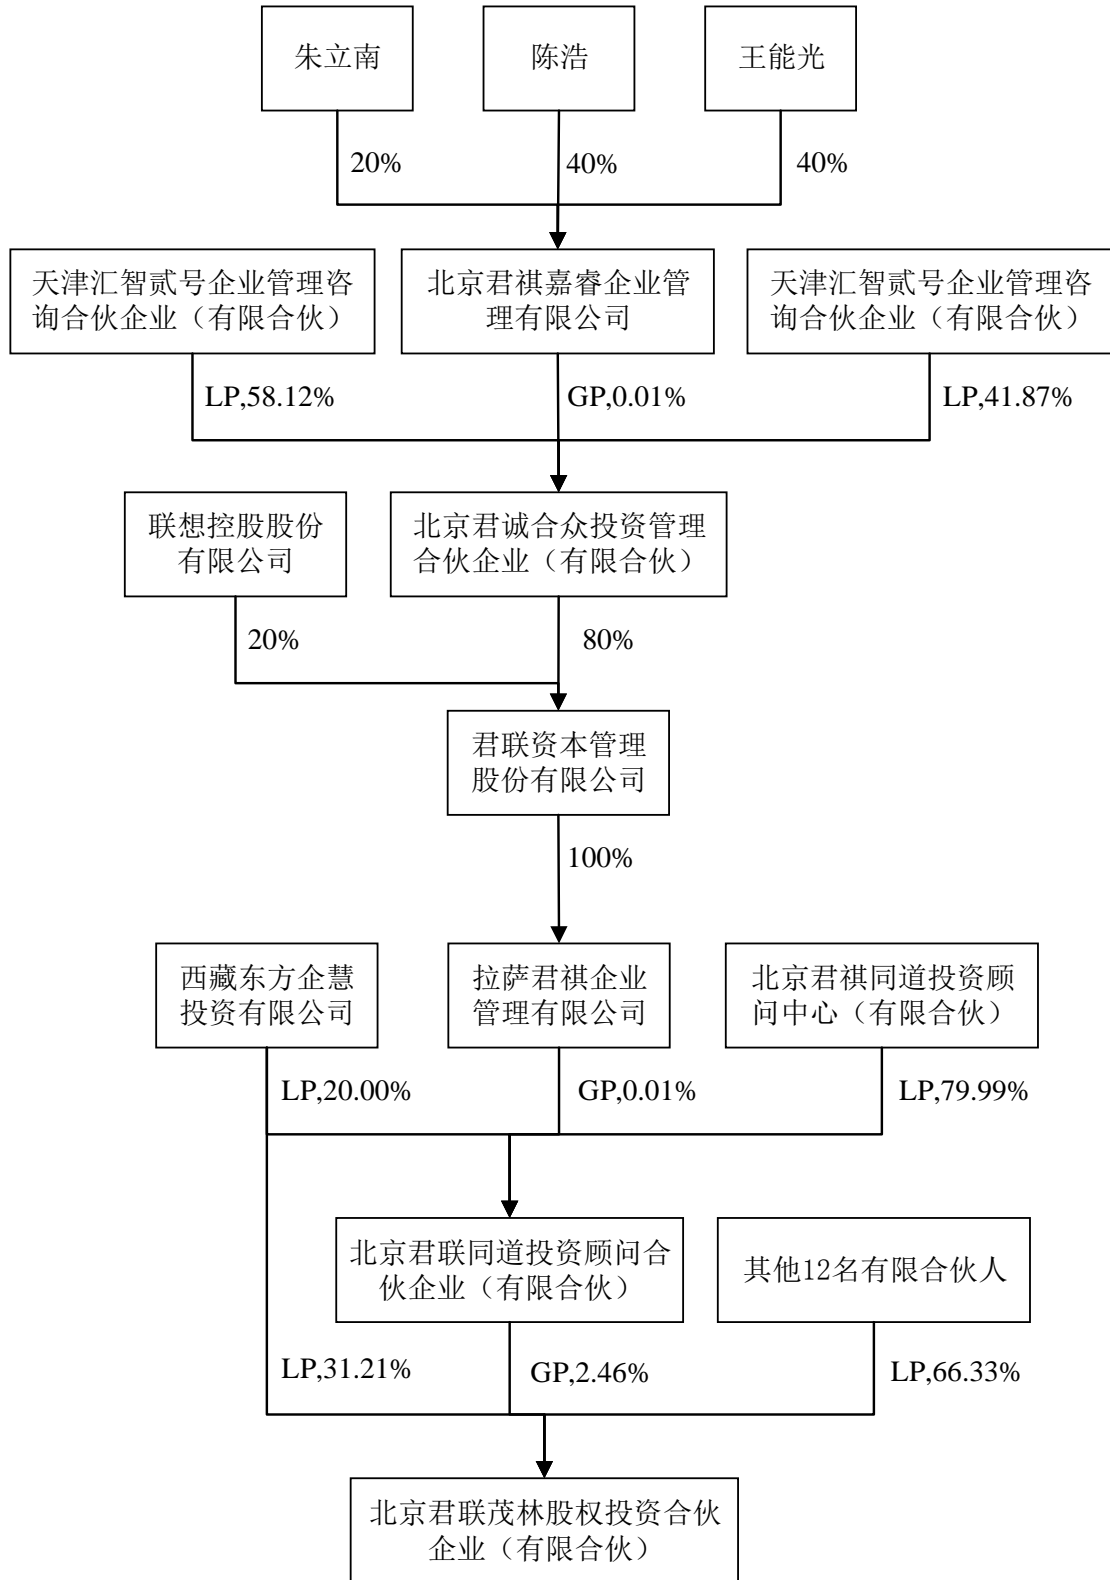 朱立南
陈浩
王能光
20%
40%
40%
天津汇智贰号企业管理咨
询合伙企业（有限合伙）
北京君祺嘉睿企业管
理有限公司
天津汇智贰号企业管理咨
询合伙企业（有限合伙）
LP,58.12%
GP,0.01%
LP,41.87%
联想控股股份
有限公司
北京君诚合众投资管理
合伙企业（有限合伙）
20%
80%
君联资本管理
股份有限公司
100%
西藏东方企慧
投资有限公司
拉萨君祺企业
管理有限公司
北京君祺同道投资顾
问中心（有限合伙）
LP,20.00%
GP,0.01%
LP,79.99%
北京君联同道投资顾问合
伙企业（有限合伙）
其他12名有限合伙人
LP,31.21%
GP,2.46%
LP,66.33%
北京君联茂林股权投资合伙
企业（有限合伙）